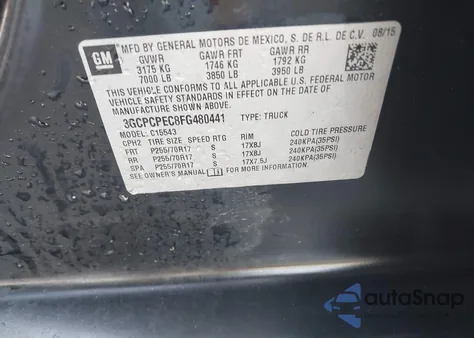 GM
MFD BY GENERAL MOTORS DE MEXICO, S. DE R.L. DE C.V. 08/15
GVWR GAWR FRT GAWR RR
3175 KG 1746 KG 1792 KG
7000 LB 3850 LB 3950 LB
THIS VEHICLE CONFORMS TO ALL APPLICABLE U.S. FEDERAL
MOTOR VEHICLE SAFETY AND THEFT PREVENTION STANDARDS IN
EFFECT ON THE DATE OF MANUFACTURE SHOWN ABOVE.
3GCPCPEC8FG480441 TYPE: TRUCK
MODEL: C15543
CPH2 TIRE SIZE SPEED RTG RIM COLD TIRE PRESSURE
FRT P255/70R17 S 17X8J 240KPA(35PSI)
RR P255/70R17 S 17X8J 240KPA(35PSI)
SPA P255/70R17 S 17X7.5J 240KPA(35PSI)
SEE OWNER'S MANUAL FOR ADDITIONAL INFORMATION.
autoSnap